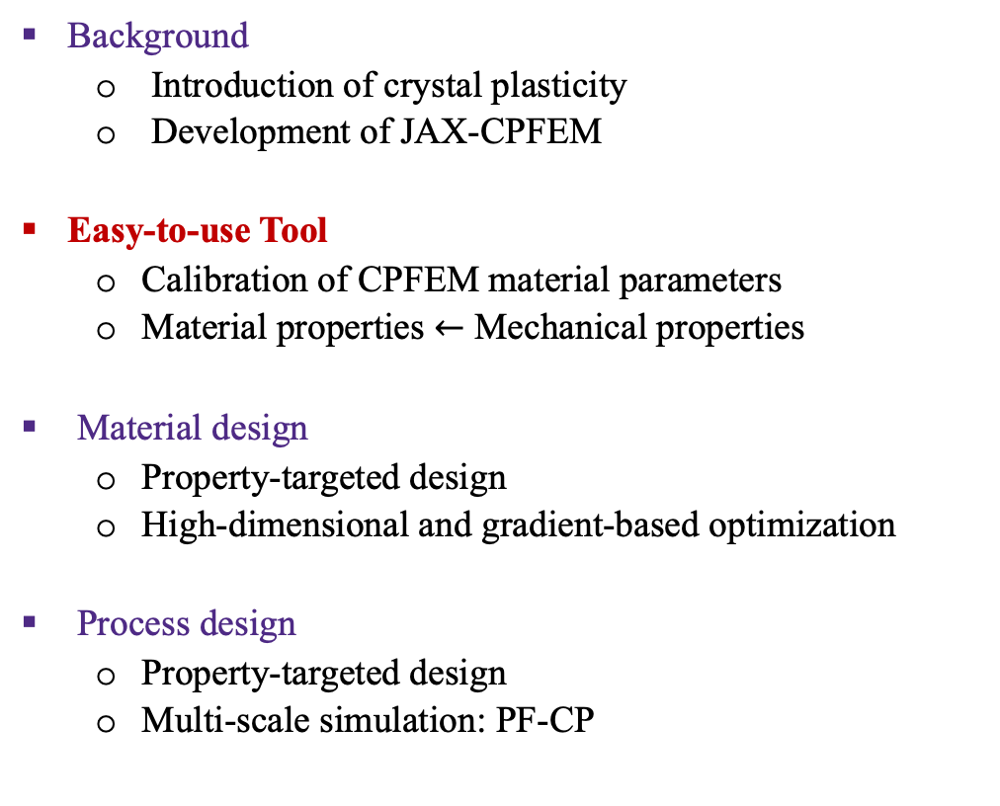 ▪ Background
o Introduction of crystal plasticity
o Development of JAX-CPFEM
▪ Easy-to-use Tool
o Calibration of CPFEM material parameters
o Material properties ← Mechanical properties
▪ Material design
o Property-targeted design
o High-dimensional and gradient-based optimization
▪ Process design
o Property-targeted design
o Multi-scale simulation: PF-CP